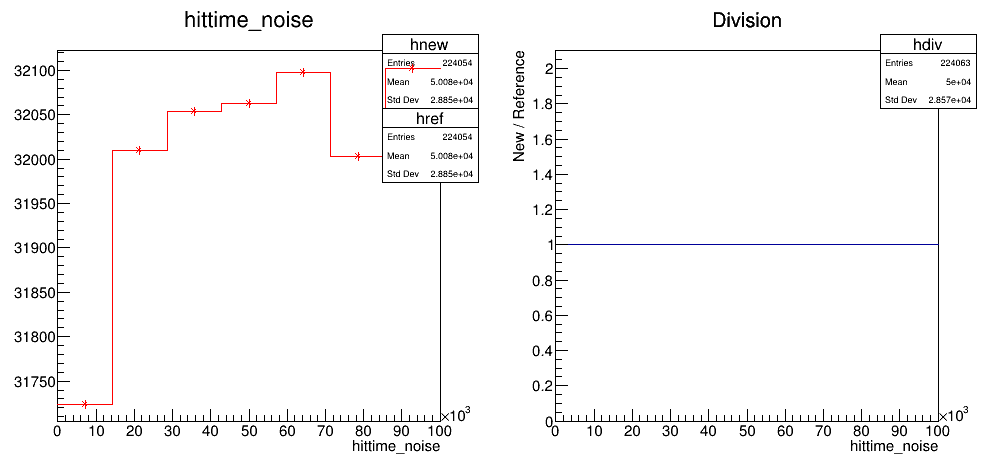 hittime_noise
hnew
Entries 224054
Mean 5.008e+04
Std Dev 2.885e+04
href
Entries 224054
Mean 5.008e+04
Std Dev 2.885e+04
32100
32050
32000
31950
31900
31850
31800
31750
0 10 20 30 40 50 60 70 80 90 100
×10³
hittime_noise
Division
hdiv
Entries 224063
Mean 5e+04
Std Dev 2.857e+04
New / Reference
2
1.8
1.6
1.4
1.2
1
0.8
0.6
0.4
0.2
0
0 10 20 30 40 50 60 70 80 90 100
×10³
hittime_noise